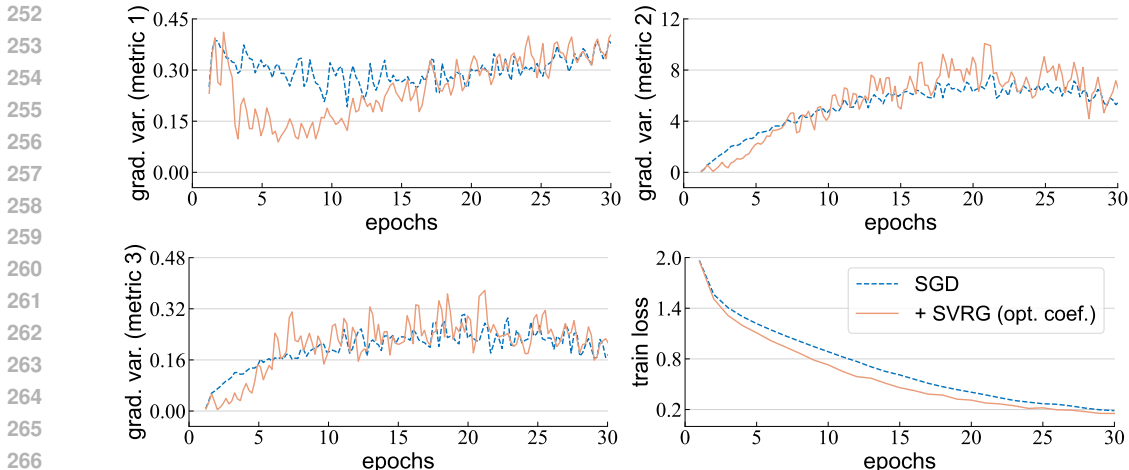 252
253
254
255
256
257
258
259
260
261
262
263
264
265
266
grad. var. (metric 1)
0.45
0.30
0.15
0.00
0 5 10 15 20 25 30
epochs
grad. var. (metric 2)
12
8
4
0
0 5 10 15 20 25 30
epochs
grad. var. (metric 3)
0.48
0.32
0.16
0.00
0 5 10 15 20 25 30
epochs
train loss
2.0
1.4
0.8
0.2
0 5 10 15 20 25 30
epochs
SGD
+ SVRG (opt. coef.)